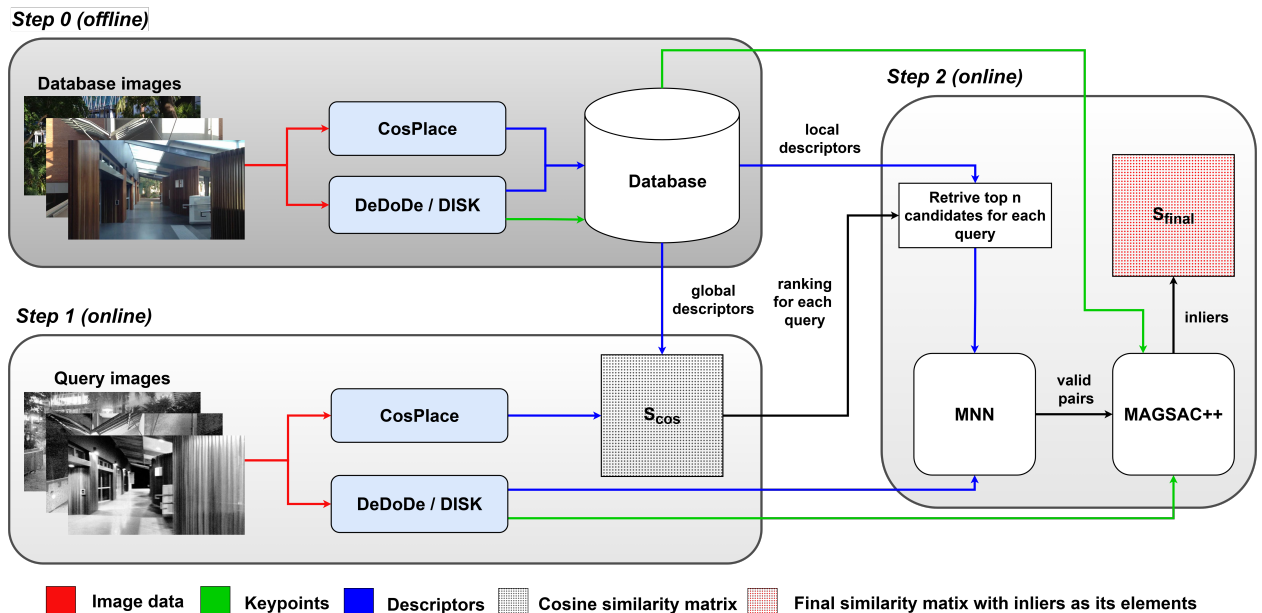 Step 0 (offline)
Database images
CosPlace
DeDoDe / DISK
Database
local
descriptors
Step 2 (online)
Retrive top n
candidates for each
query
S_final
global
descriptors
ranking
for each
query
inliers
Step 1 (online)
Query images
CosPlace
DeDoDe / DISK
S_cos
MNN
valid
pairs
MAGSAC++
Image data
Keypoints
Descriptors
Cosine similarity matrix
Final similarity matix with inliers as its elements